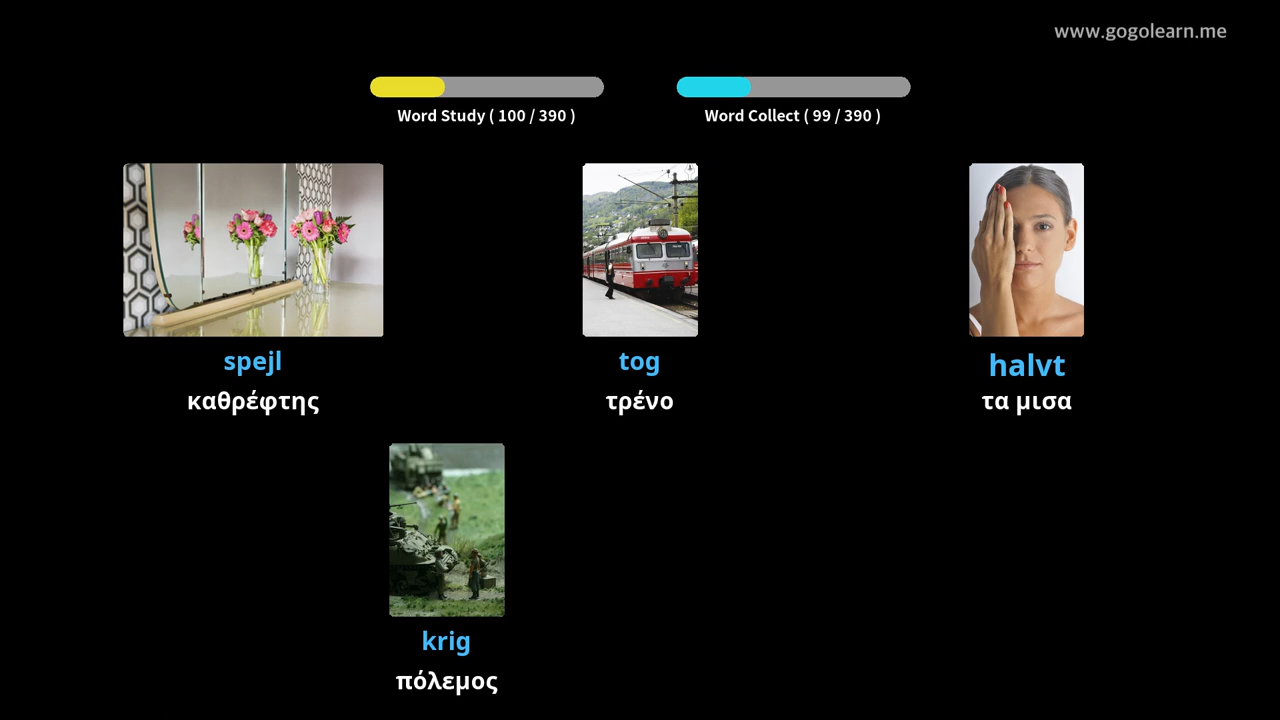 www.gogolearn.me
Word Study ( 100 / 390 )
Word Collect ( 99 / 390 )
spejl
tog
halvt
καθρέφτης
τρένο
τα μισα
krig
πόλεμος